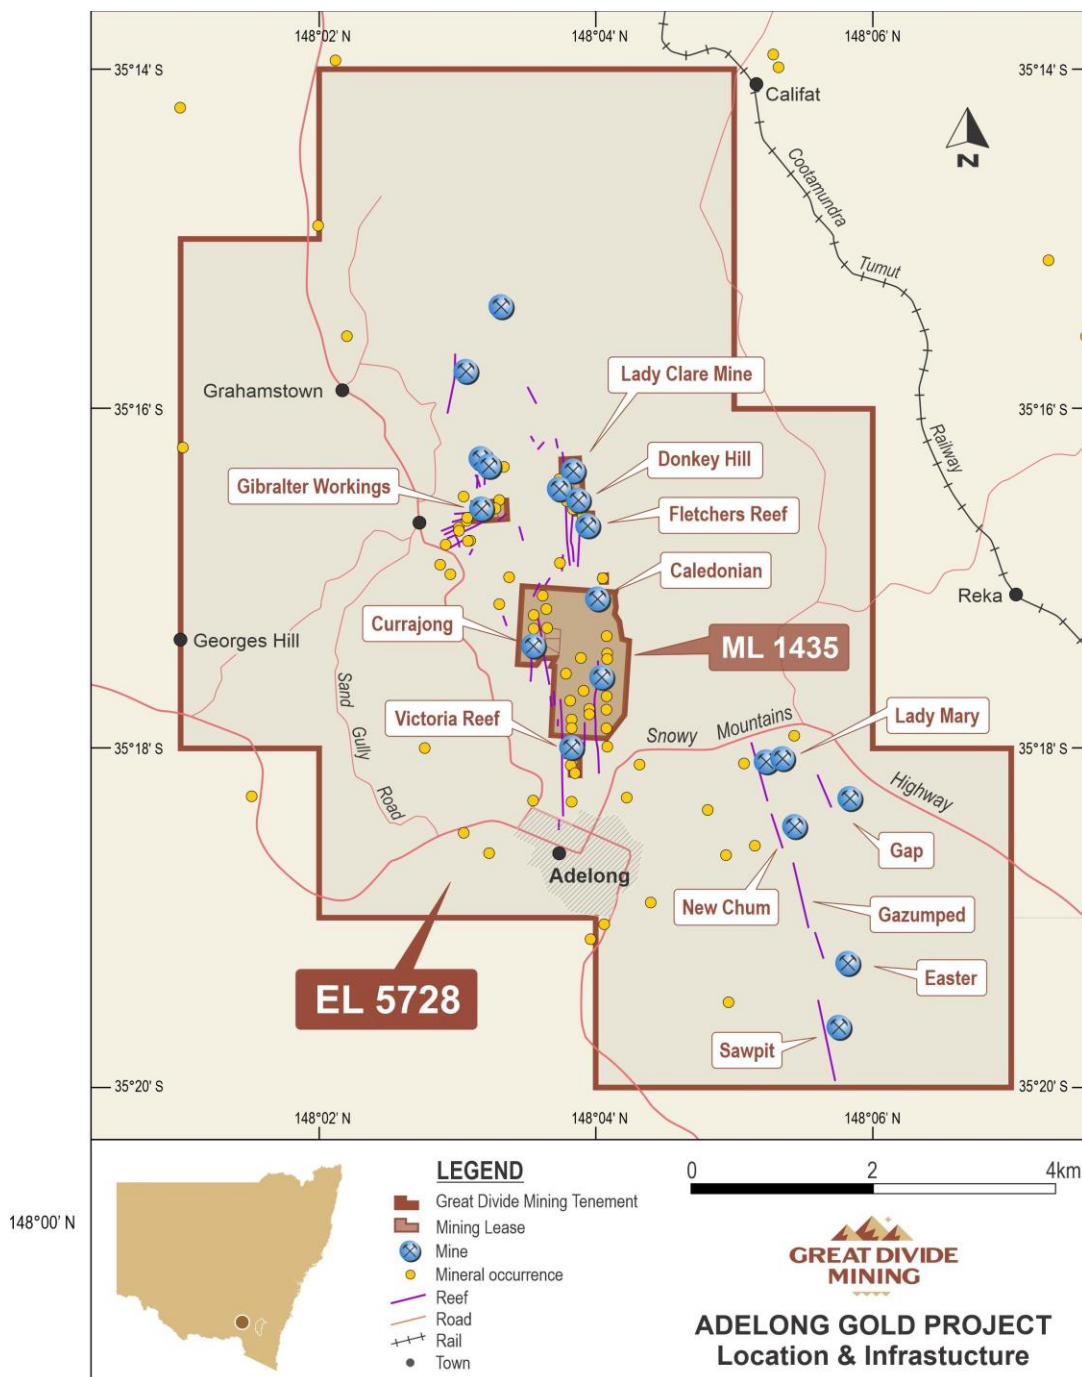 148°02' N
148°04' N
148°06' N
35°14' S
35°14' S
Califat
N
Cootamundra
Tumut
Railway
35°16' S
35°16' S
Grahamstown
Lady Clare Mine
Donkey Hill
Gibralter Workings
Fletchers Reef
Caledonian
Reka
Currajong
Georges Hill
ML 1435
Sand Gully Road
Victoria Reef
Snowy Mountains Highway
Lady Mary
35°18' S
35°18' S
Gap
Adelong
New Chum
Gazumped
EL 5728
Easter
Sawpit
35°20' S
35°20' S
148°02' N
148°04' N
148°06' N
148°00' N
LEGEND
Great Divide Mining Tenement
Mining Lease
Mine
Mineral occurrence
Reef
Road
Rail
Town
0 2 4km
GREAT DIVIDE
MINING
ADELONG GOLD PROJECT
Location & Infrastucture